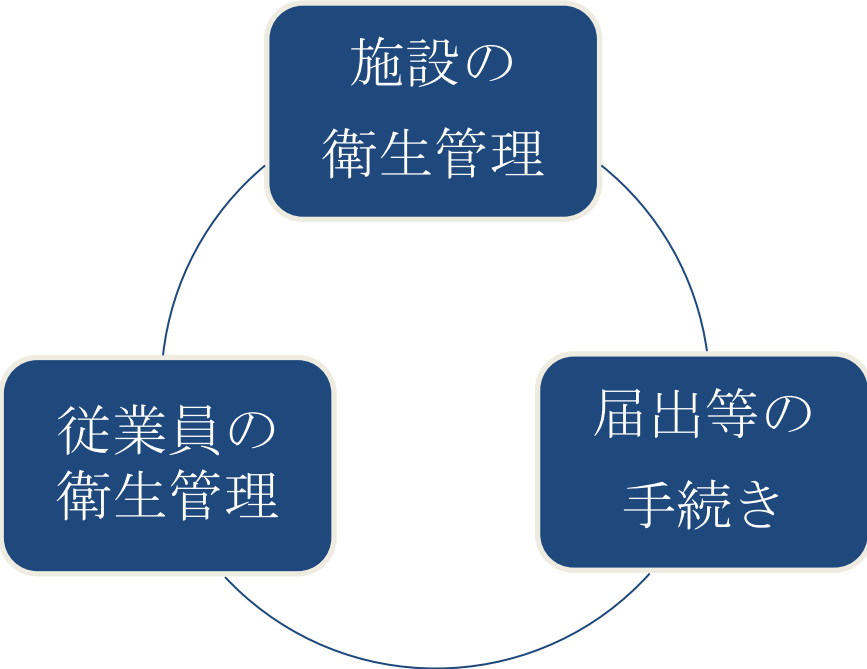 施設の
衛生管理
従業員の
衛生管理
届出等の
手続き